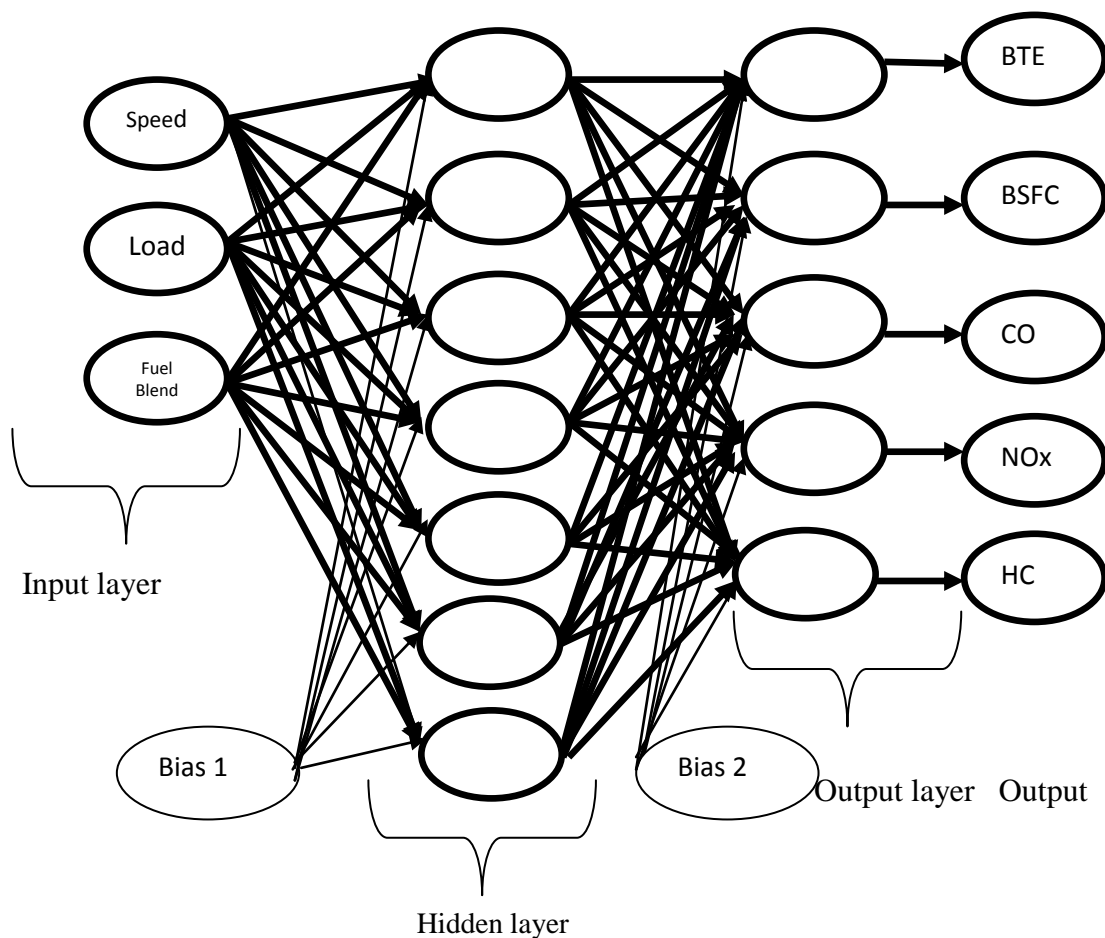 BTE
Speed
BSFC
Load
CO
Fuel
Blend
NOx
HC
Input layer
Bias 1
Bias 2
Output layer
Output
Hidden layer